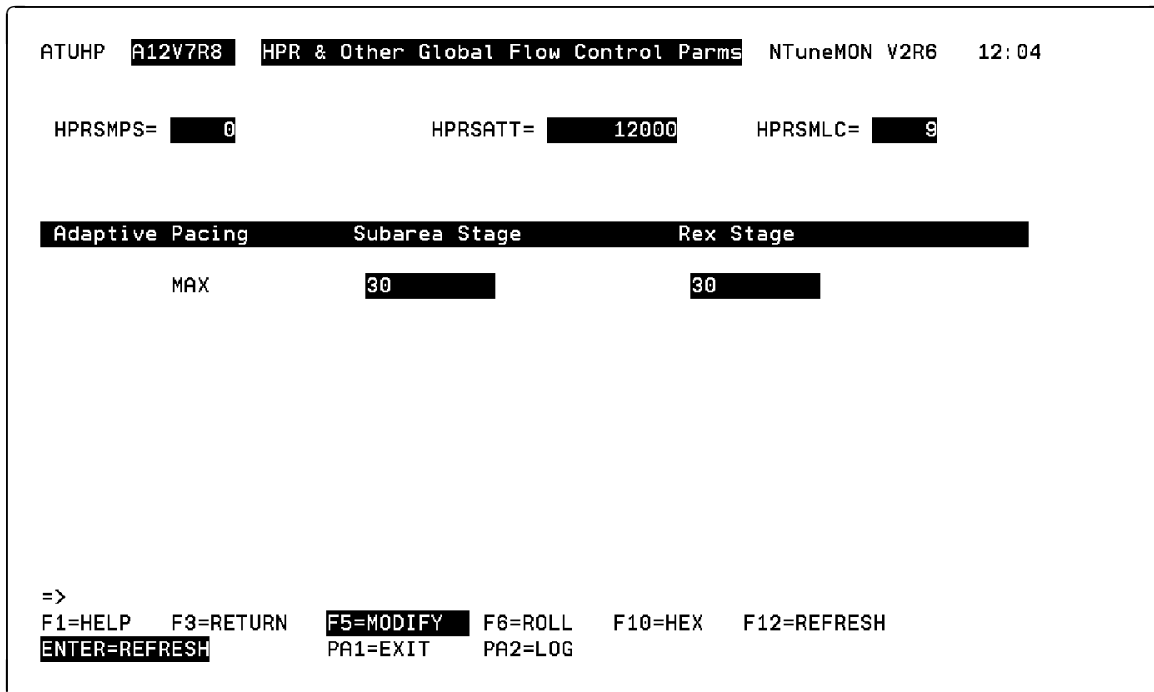 ATUHP A12V7R8 HPR & Other Global Flow Control Parms NTuneMON V2R6 12:04
HPRSMPS= 0 HPRSATT= 12000 HPRSMLC= 9
Adaptive Pacing Subarea Stage Rex Stage
MAX 30 30
=>
F1=HELP F3=RETURN F5=MODIFY F6=ROLL F10=HEX F12=REFRESH
ENTER=REFRESH PA1=EXIT PA2=LOG